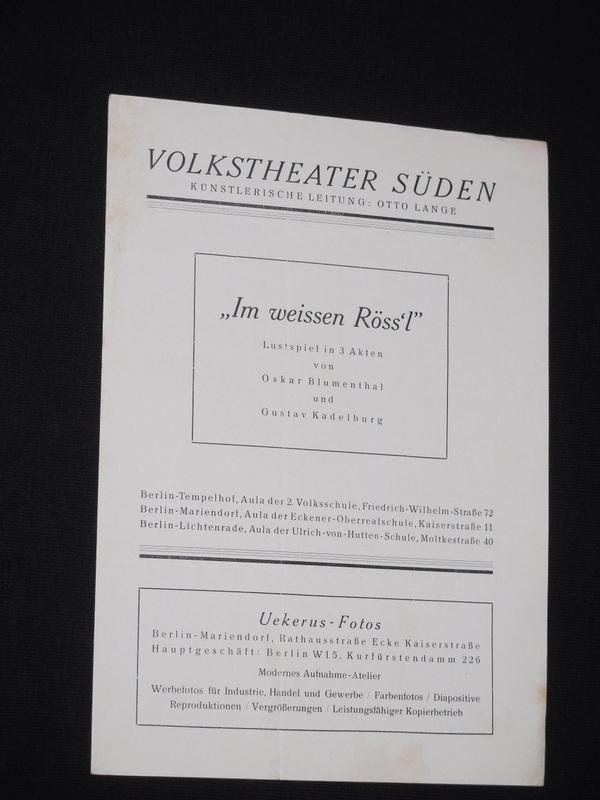 VOLKSTHEATER SÜDEN
KÜNSTLERISCHE LEITUNG: OTTO LANGE
„Im weissen Röss'l”
Lustspiel in 3 Akten
von
Oskar Blumenthal
und
Gustav Kadelburg
Berlin-Tempelhof, Aula der 2. Volksschule, Friedrich-Wilhelm-Straße 72
Berlin-Mariendorf, Aula der Eckener-Oberrealschule, Kaiserstraße 11
Berlin-Lichtenrade, Aula der Ulrich-von-Hutten-Schule, Moltkestraße 40
Uekerus-Fotos
Berlin-Mariendorf, Rathausstraße Ecke Kaiserstraße
Hauptgeschäft: Berlin W15, Kurfürstendamm 226
Modernes Aufnahme-Atelier
Werbefotos für Industrie, Handel und Gewerbe / Farbenfotos / Diapositive
Reproduktionen / Vergrößerungen / Leistungsfähiger Kopierbetrieb